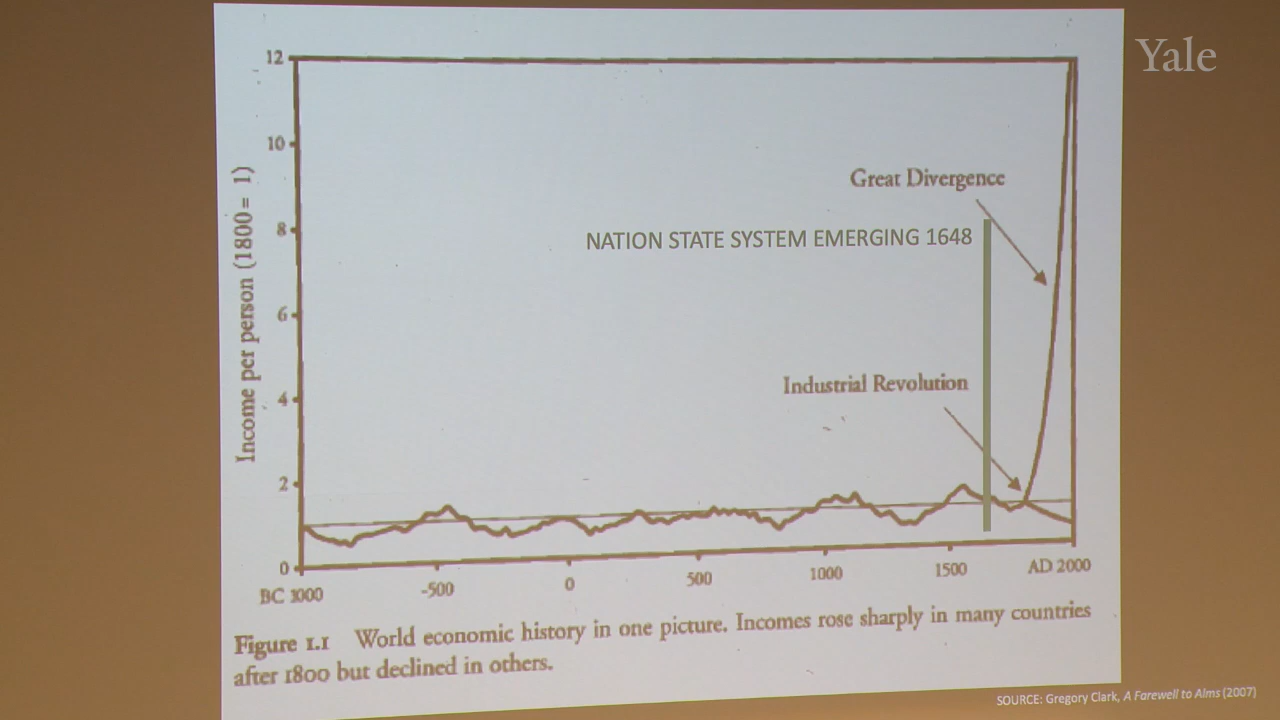 Yale
12
10
8
6
4
2
0
Income per person (1800 = 1)
Great Divergence
NATION STATE SYSTEM EMERGING 1648
Industrial Revolution
BC 1000
-500
0
500
1000
1500
AD 2000
Figure 1.1 World economic history in one picture. Incomes rose sharply in many countries
after 1800 but declined in others.
SOURCE: Gregory Clark, A Farewell to Alms (2007)